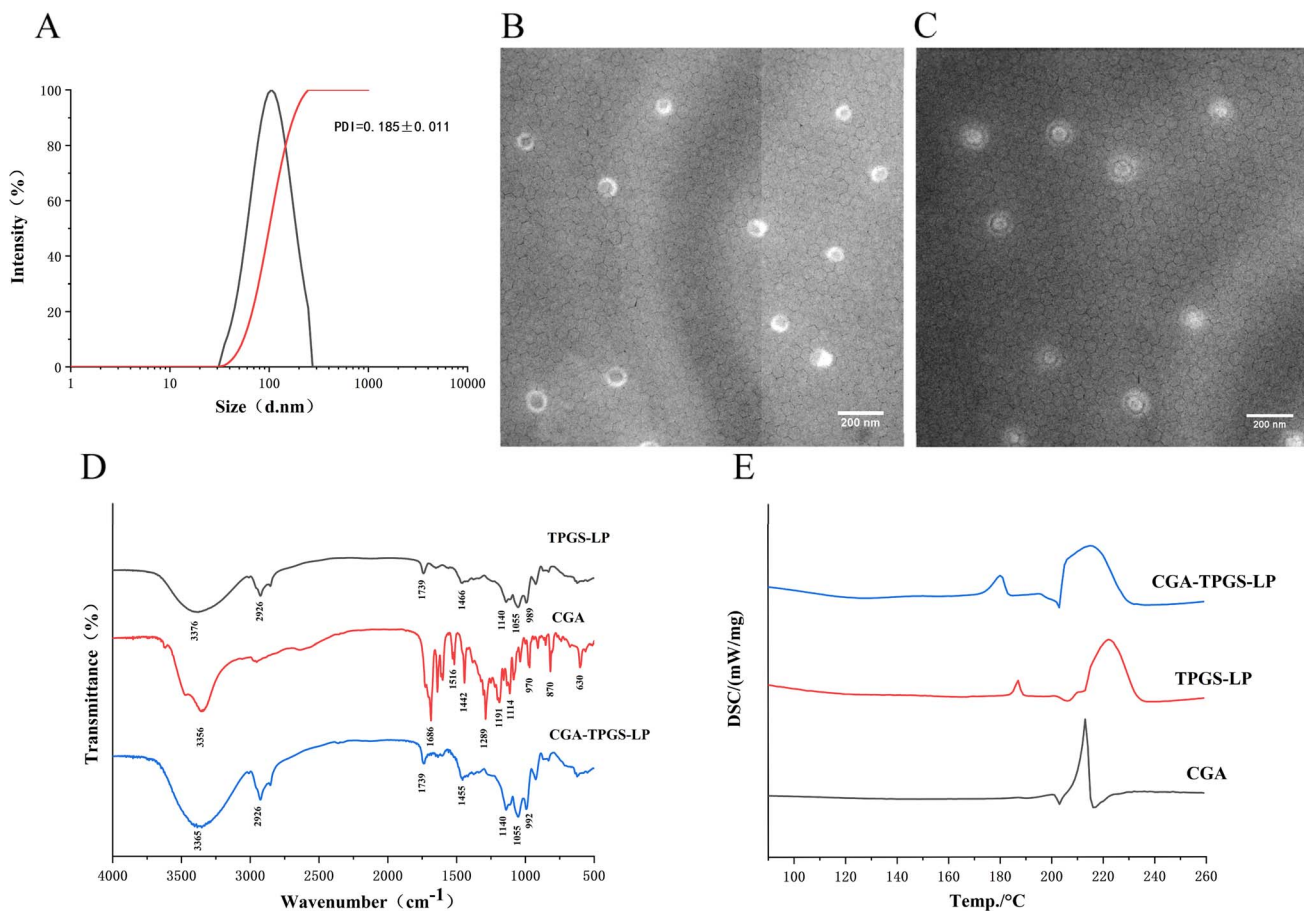 A
B
C
100
80
60
40
20
0
Intensity (%)
PDI=0.185±0.011
1
10
100
1000
10000
Size (d.nm)
200 nm
200 nm
D
E
Transmittance (%)
TPGS-LP
3376
2926
1739
1466
1140
1055
989
CGA
3356
1686
1516
1442
1289
1191
1114
970
870
630
CGA-TPGS-LP
3365
2926
1739
1455
1140
1055
992
4000
3500
3000
2500
2000
1500
1000
500
Wavenumber (cm⁻¹)
DSC/(mW/mg)
CGA-TPGS-LP
TPGS-LP
CGA
100
120
140
160
180
200
220
240
260
Temp./°C